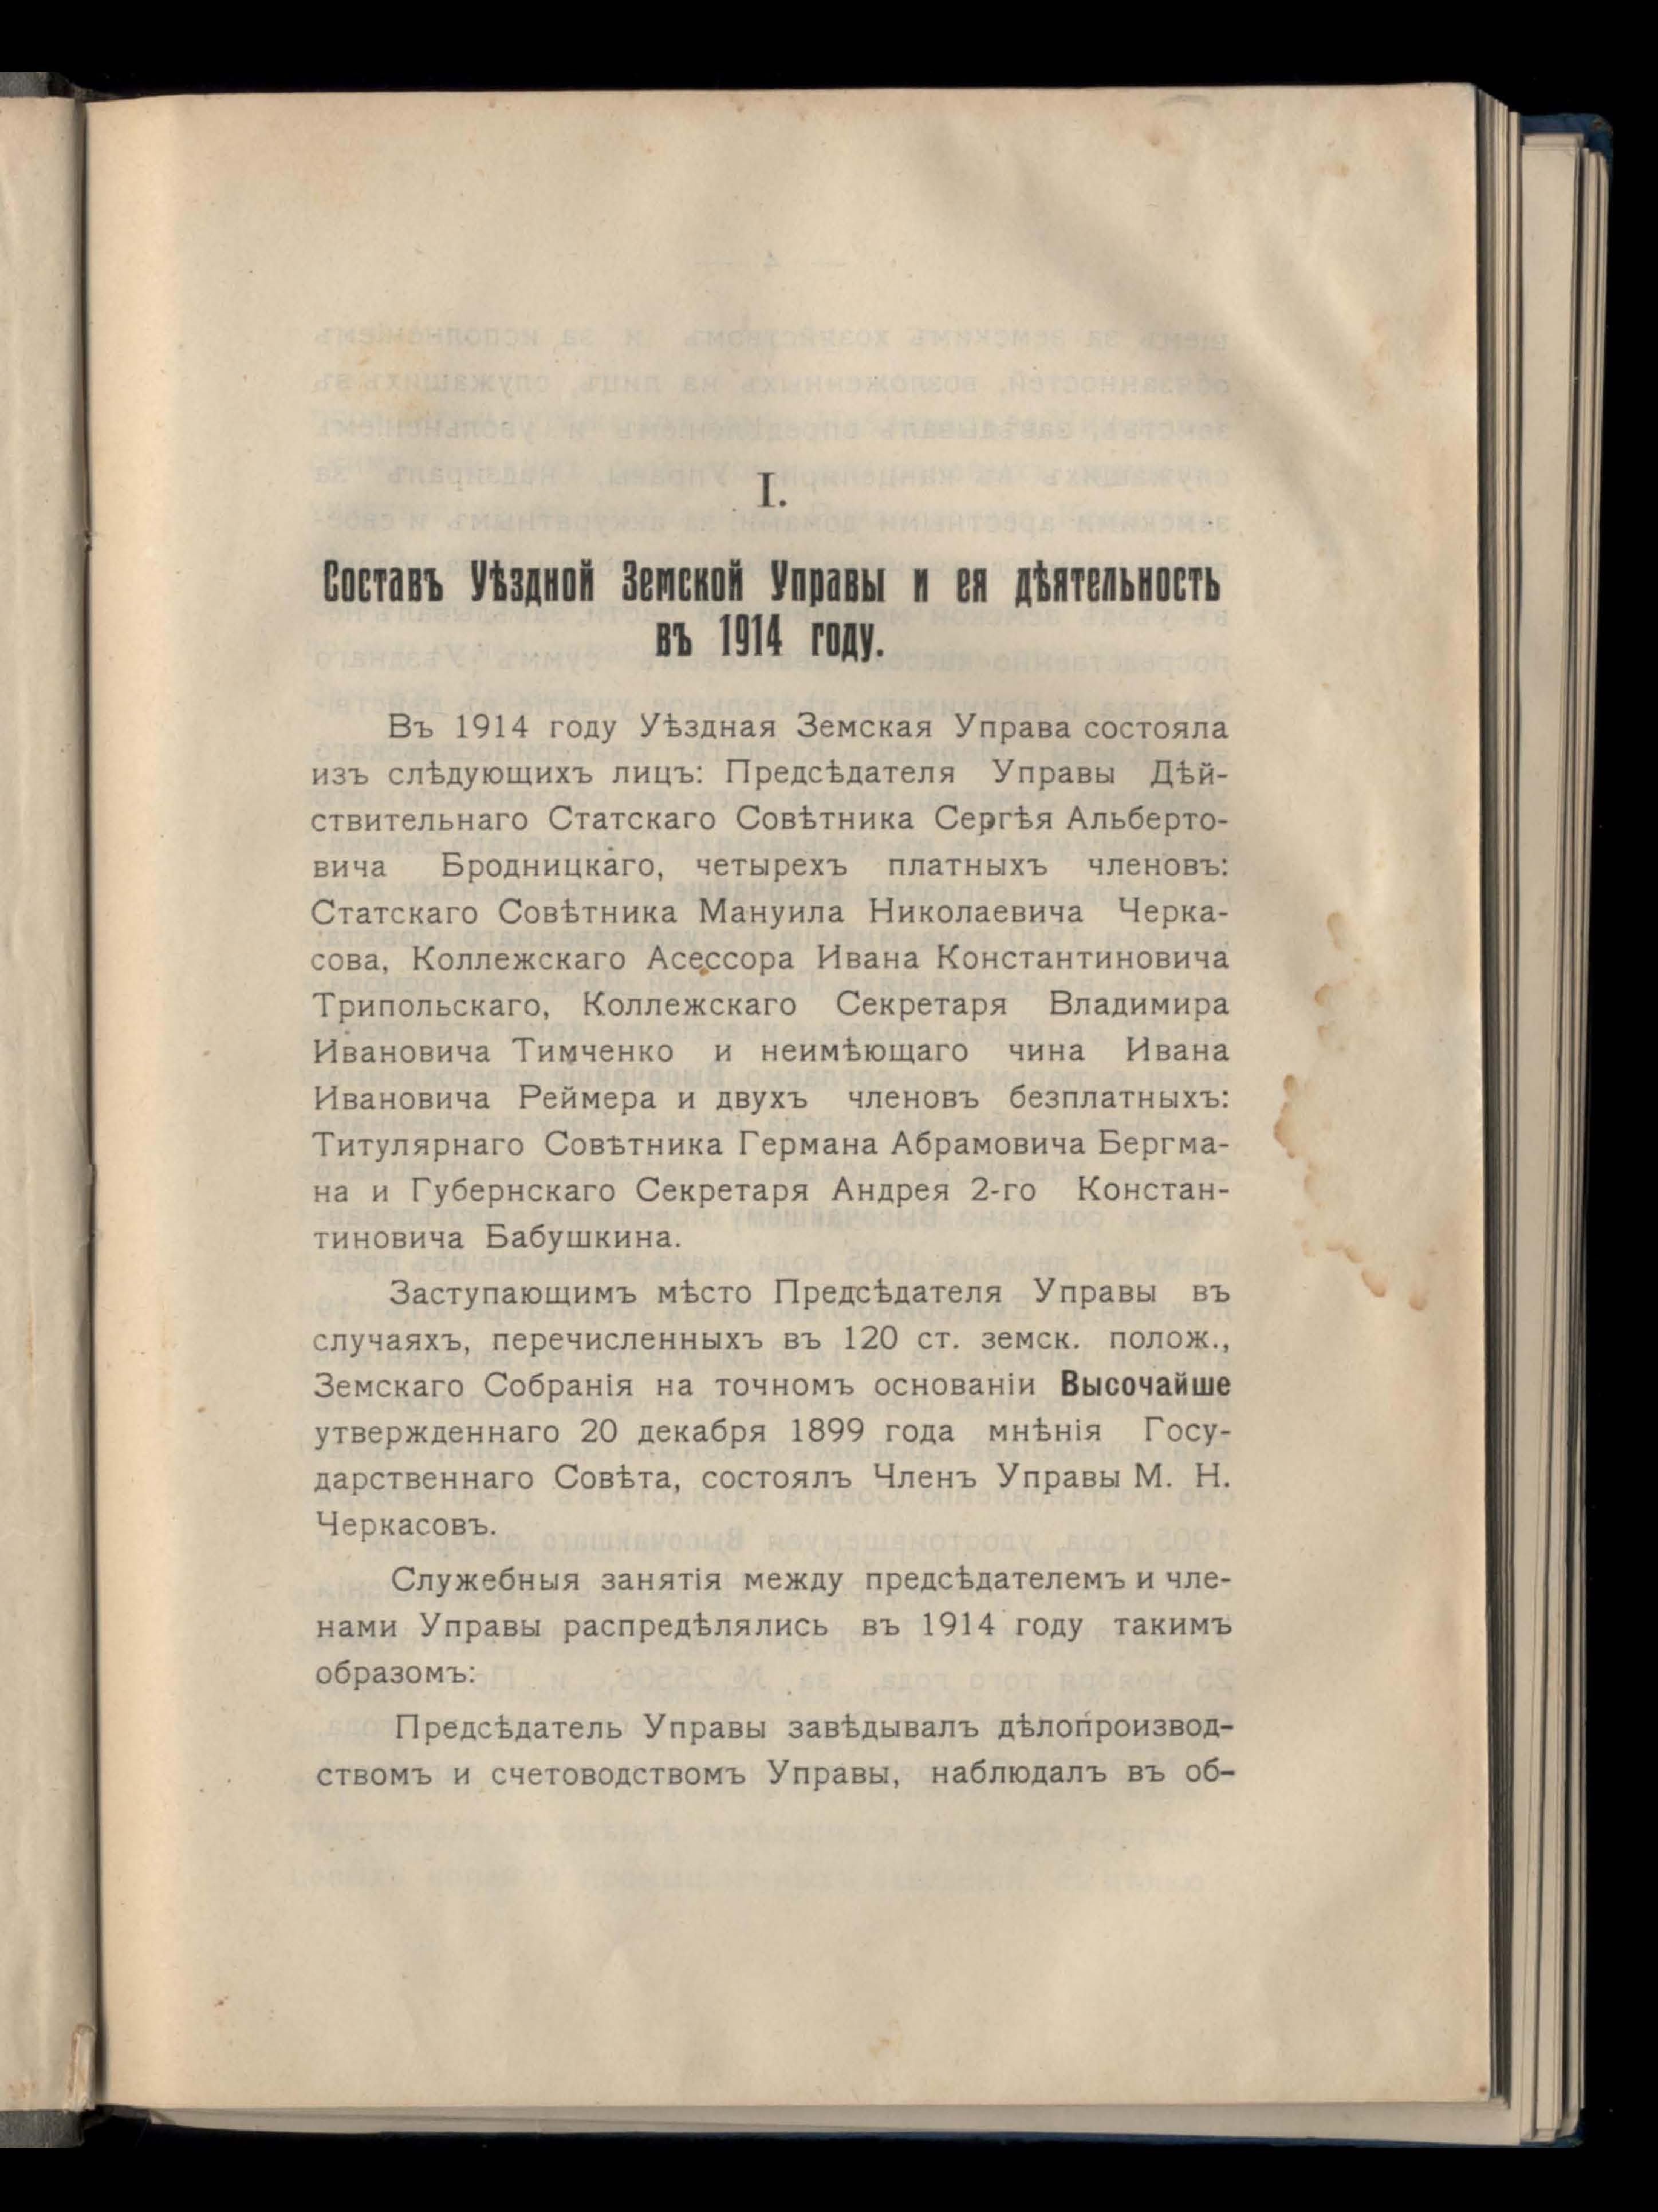 I.
Составъ Уѣздной Земской Управы и ея дѣятельность
въ 1914 году.
Въ 1914 году Уѣздная Земская Управа состояла
изъ слѣдующихъ лицъ: Предсѣдателя Управы Дѣй-
ствительнаго Статскаго Совѣтника Сергѣя Альберто-
вича Бродницкаго, четырехъ платныхъ членовъ:
Статскаго Совѣтника Мануила Николаевича Черка-
сова, Коллежскаго Асессора Ивана Константиновича
Трипольскаго, Коллежскаго Секретаря Владимира
Ивановича Тимченко и неимѣющаго чина Ивана
Ивановича Реймера и двухъ членовъ безплатныхъ:
Титулярнаго Совѣтника Германа Абрамовича Бергма-
на и Губернскаго Секретаря Андрея 2-го Констан-
тиновича Бабушкина.
Заступающимъ мѣсто Предсѣдателя Управы въ
случаяхъ, перечисленныхъ въ 120 ст. земск. полож.,
Земскаго Собранія на точномъ основаніи Высочайше
утвержденнаго 20 декабря 1899 года мнѣнія Госу-
дарственнаго Совѣта, состоялъ Членъ Управы М. Н.
Черкасовъ.
Служебныя занятія между предсѣдателемъ и чле-
нами Управы распредѣлялись въ 1914 году такимъ
образомъ:
Предсѣдатель Управы завѣдывалъ дѣлопроизвод-
ствомъ и счетоводствомъ Управы, наблюдалъ въ об-